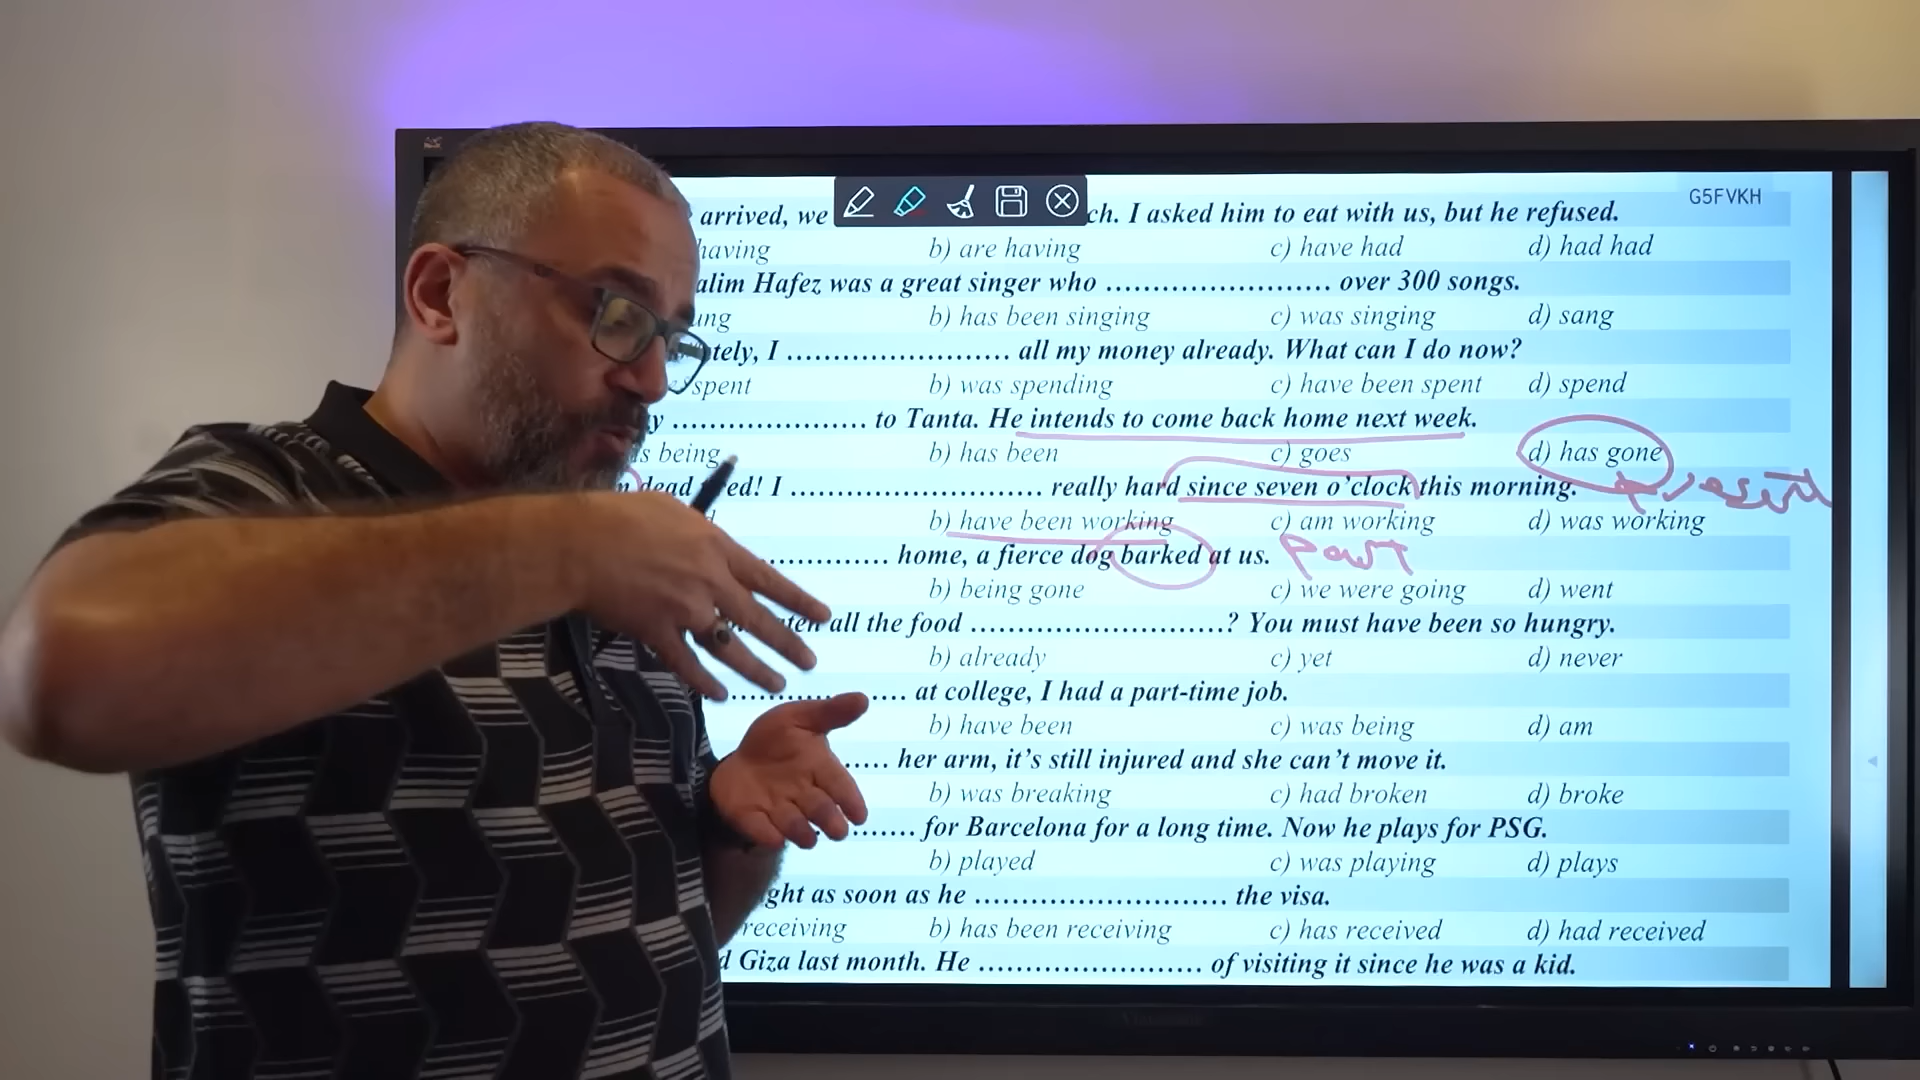 G5FVKH
arrived, we ch. I asked him to eat with us, but he refused.
having b) are having c) have had d) had had
alim Hafez was a great singer who ........................ over 300 songs.
ung b) has been singing c) was singing d) sang
tely, I ........................ all my money already. What can I do now?
spent b) was spending c) have been spent d) spend
y ..................... to Tanta. He intends to come back home next week.
s being b) has been c) goes d) has gone
present
dead red! I ........................... really hard since seven o'clock this morning.
b) have been working c) am working d) was working
............. home, a fierce dog barked at us.
past
b) being gone c) we were going d) went
all the food ...........................? You must have been so hungry.
b) already c) yet d) never
.................. at college, I had a part-time job.
b) have been c) was being d) am
..... her arm, it's still injured and she can't move it.
b) was breaking c) had broken d) broke
.......... for Barcelona for a long time. Now he plays for PSG.
b) played c) was playing d) plays
ght as soon as he ........................... the visa.
receiving b) has been receiving c) has received d) had received
d Giza last month. He ........................ of visiting it since he was a kid.